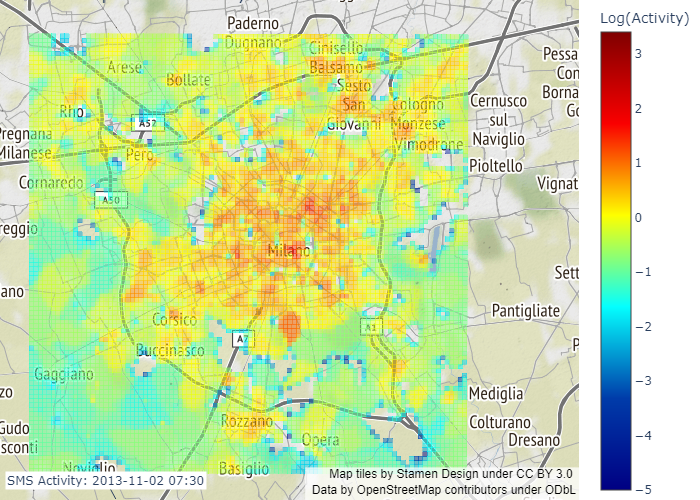 Log(Activity)
Paderno
Dugnano
Cinisello
Balsamo
Arese
Bollate
Sesto
San
Giovanni
Cologno
Monzese
Vimodrone
Pessa
Con
Borna
Go
Cernusco
sul
Naviglio
Rho
A57
Pregnana
Milanese
Pero
Pioltello
Cornaredo
A50
Vignat
reggio
Milano
Sett
ano
Corsico
A7
A1
Pantigliate
Buccinasco
P
Gaggiano
zo
Mediglia
Gudo
sconti
Rozzano
Colturano
Dresano
Opera
Noviglio
Basiglio
SMS Activity: 2013-11-02 07:30
Map tiles by Stamen Design under CC BY 3.0
Data by OpenStreetMap contributors under ODbL
3
2
1
0
−1
−2
−3
−4
−5